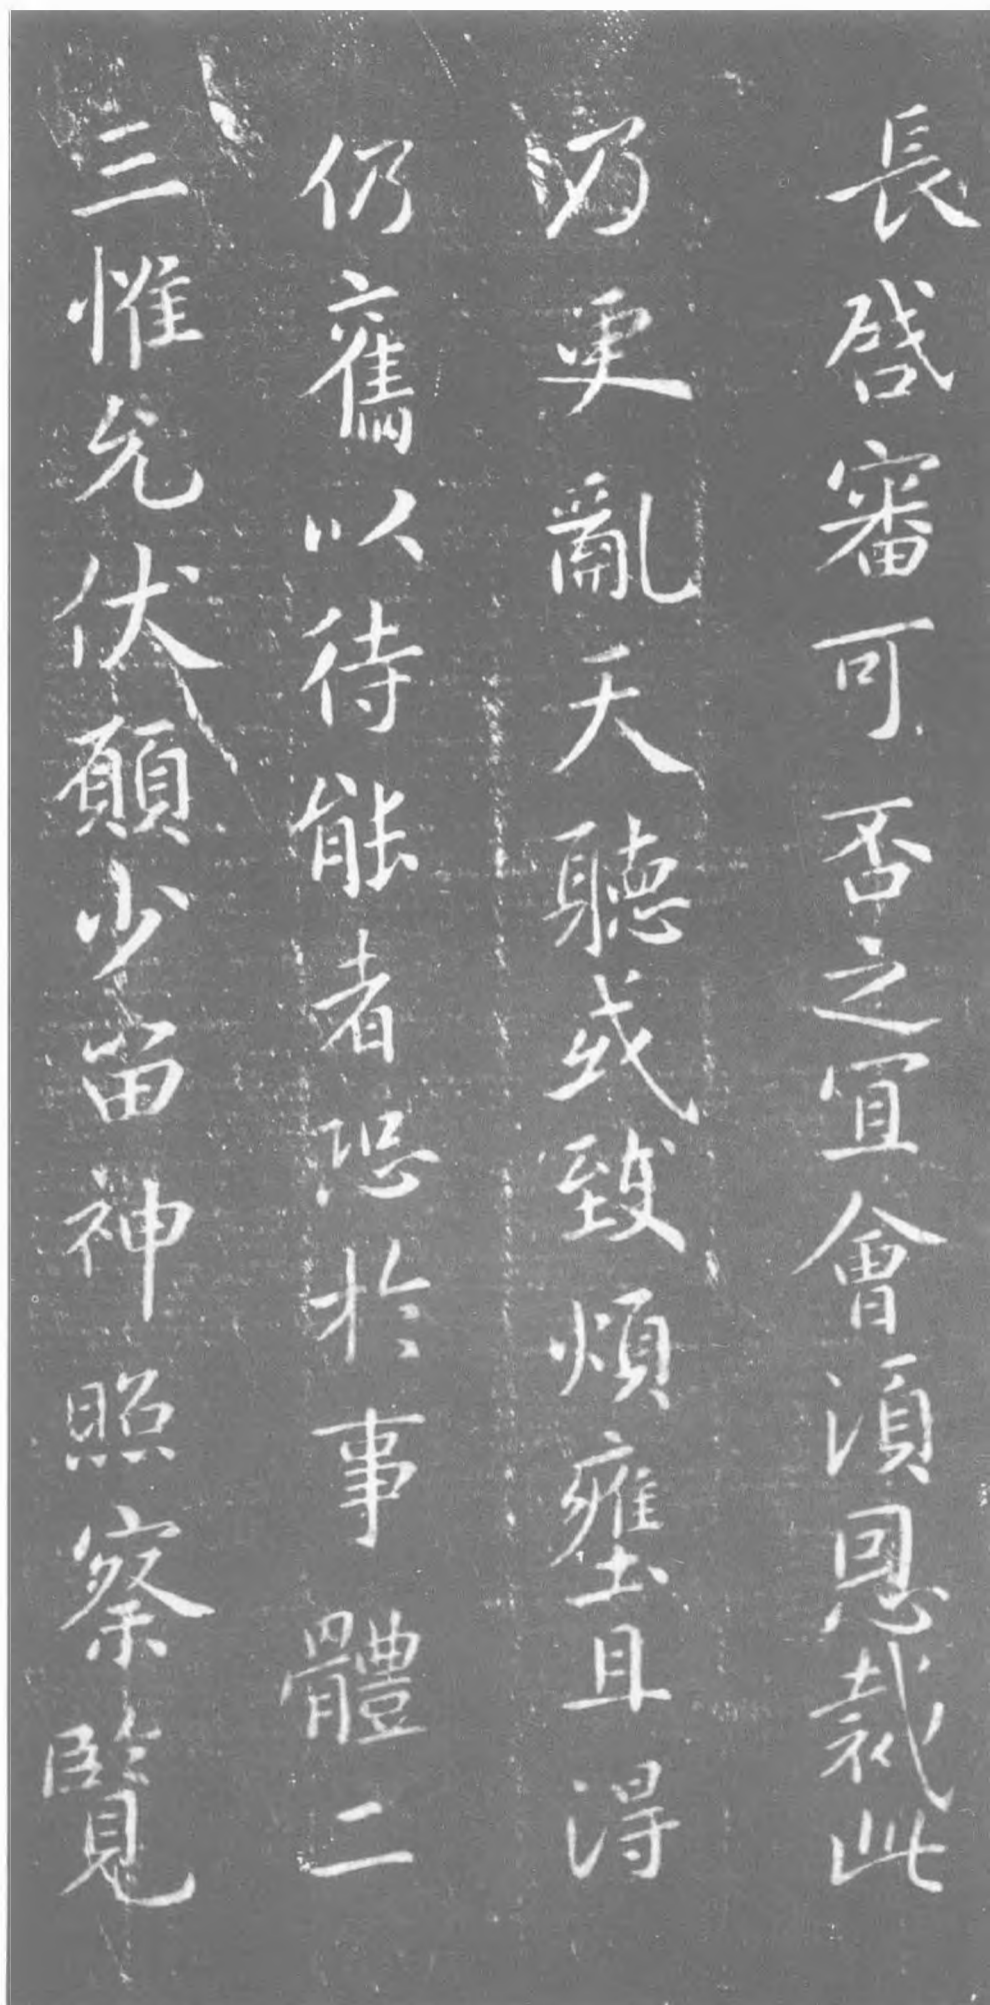 長啓審可否之宜會須恩裁此
乃更亂天聽或致煩壅且得
仍舊以待能者恐於事體二
三惟允伏願少留神照察覽